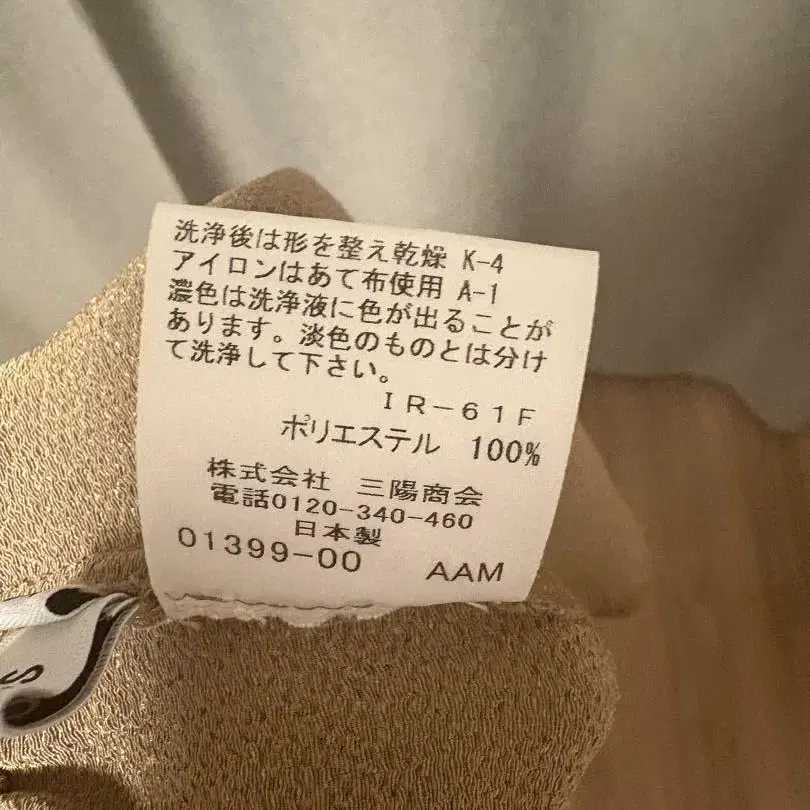 洗浄後は形を整え乾燥 K-4
アイロンはあて布使用 A-1
濃色は洗浄液に色が出ることが
あります。淡色のものとは分け
て洗浄して下さい。
IR-61F
ポリエステル 100%
株式会社 三陽商会
電話0120-340-460
日本製
01399-00 AAM
S